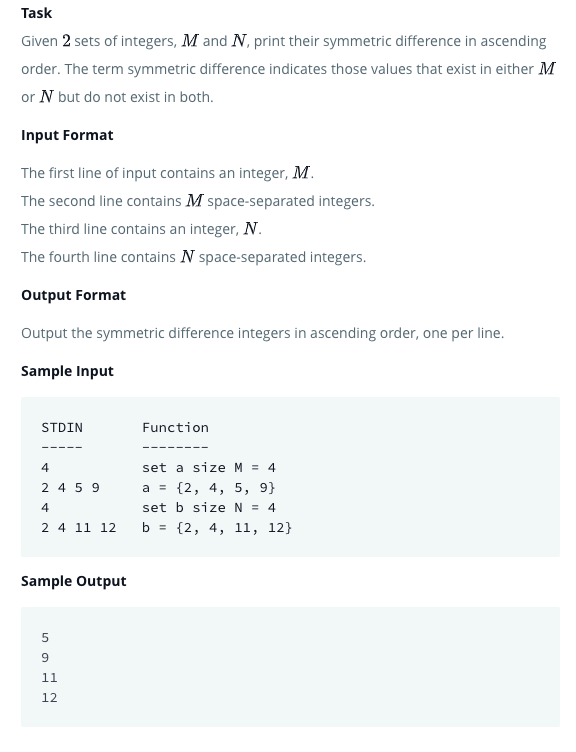 Task
Given 2 sets of integers, M and N, print their symmetric difference in ascending
order. The term symmetric difference indicates those values that exist in either M
or N but do not exist in both.
Input Format
The first line of input contains an integer, M.
The second line contains M space-separated integers.
The third line contains an integer, N.
The fourth line contains N space-separated integers.
Output Format
Output the symmetric difference integers in ascending order, one per line.
Sample Input
STDIN       Function
-----       --------
4           set a size M = 4
2 4 5 9     a = {2, 4, 5, 9}
4           set b size N = 4
2 4 11 12   b = {2, 4, 11, 12}
Sample Output
5
9
11
12